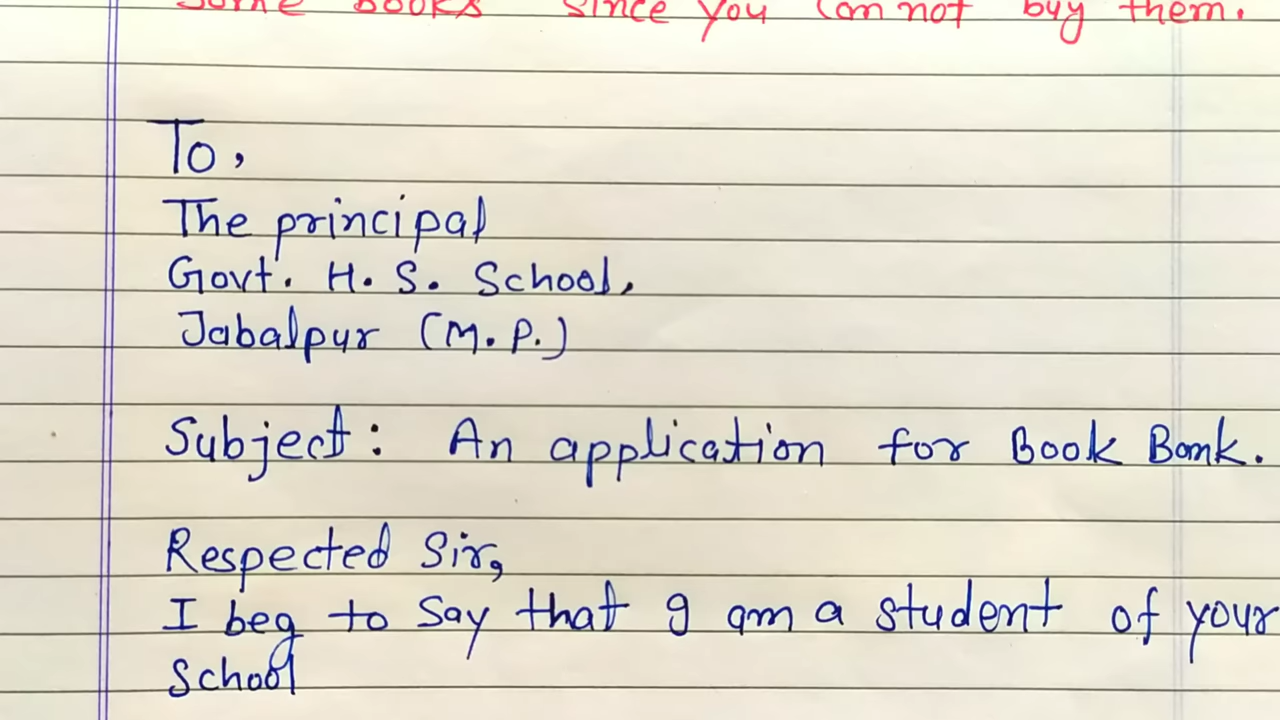 Some Books since you can not buy them.
To,
The principal
Govt. H. S. School,
Jabalpur (M.P.)
Subject: An application for Book Bank.
Respected Sir,
I beg to Say that I am a student of your
School